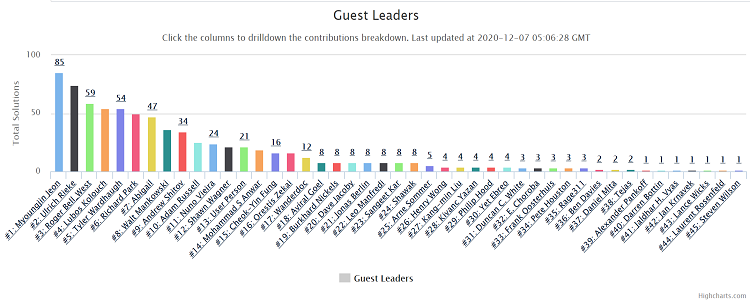 Guest Leaders
Click the columns to drilldown the contributions breakdown. Last updated at 2020-12-07 05:06:28 GMT
Total Solutions
100
50
0
85
59
54
47
34
24
21
16
12
8
8
8
8
8
8
5
4
4
4
4
4
3
3
3
3
3
2
2
1
1
1
1
1
1
#1: Myoungjin Jeon
#2: Ulrich Rieke
#3: Roger Bell_West
#4: Lubos Kolouch
#5: Tyler Wardhaugh
#6: Richard Park
#7: Abigail
#8: Walt Mankowski
#9: Andrew Shitov
#10: Adam Russell
#11: Nuno Vieira
#12: Shawn Wagner
#13: User Person
#14: Mohammad S Anwar
#15: Cheok-Yin Fung
#16: Orestis Zekai
#17: Wanderdoc
#18: Aviral Goel
#19: Burkhard Nickels
#20: Dave Jacoby
#21: Jonas Berlin
#22: Leo Manfredi
#23: Sangeet Kar
#24: Shawak
#25: Arne Sommer
#26: Henry Wong
#27: Kang-min Liu
#28: Kivanc Yazan
#29: Philip Hood
#30: Yet Ebreo
#31: Duncan C. White
#32: E. Choroba
#33: Frank Oosterhuis
#34: Pete Houston
#35: Rage311
#36: Ben Davies
#37: Daniel Mita
#38: Tejas
#39: Alexander Pankoff
#40: Darren Bottin
#41: Jaldhar H. Vyas
#42: Jan Krnavek
#43: Lance Wicks
#44: Laurent Rosenfeld
#45: Steven Wilson
Guest Leaders
Highcharts.com